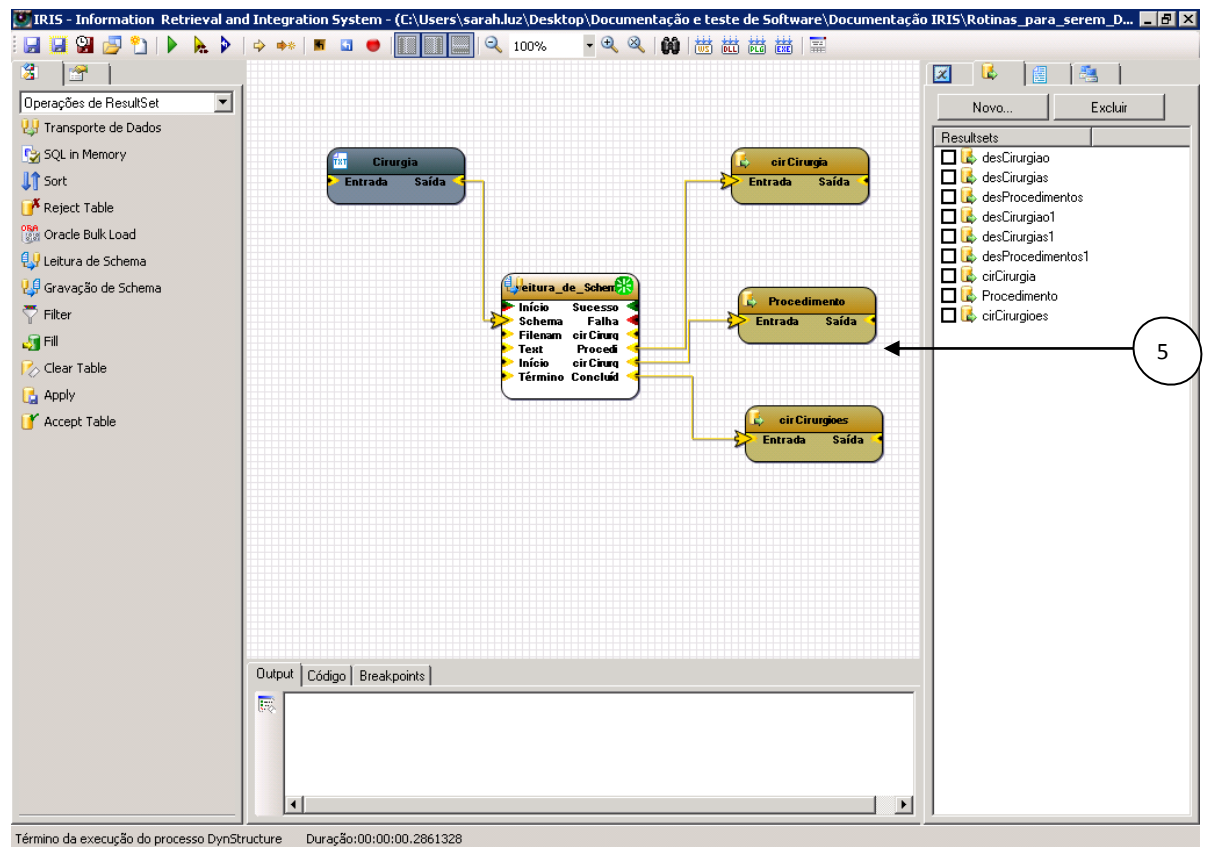 IRIS - Information Retrieval and Integration System - (C:\Users\sarah.luz\Desktop\Documentação e teste de Software\Documentação IRIS\Rotinas_para_serem_D...
100%
WS DLL PLG EXE
Operações de ResultSet
Transporte de Dados
SQL in Memory
Sort
Reject Table
Oracle Bulk Load
Leitura de Schema
Gravação de Schema
Filter
Fill
Clear Table
Apply
Accept Table
TXT Cirurgia
Entrada Saída
eitura_de_Schem
Início Sucesso
Schema Falha
Filenam cirCirurg
Text Procedi
Início cirCirurg
Término Concluíd
cirCirurgia
Entrada Saída
Procedimento
Entrada Saída
cirCirurgioes
Entrada Saída
Novo... Excluir
Resultsets
desCirurgiao
desCirurgias
desProcedimentos
desCirurgiao1
desCirurgias1
desProcedimentos1
cirCirurgia
Procedimento
cirCirurgioes
5
Output Código Breakpoints
Término da execução do processo DynStructure Duração:00:00:00.2861328